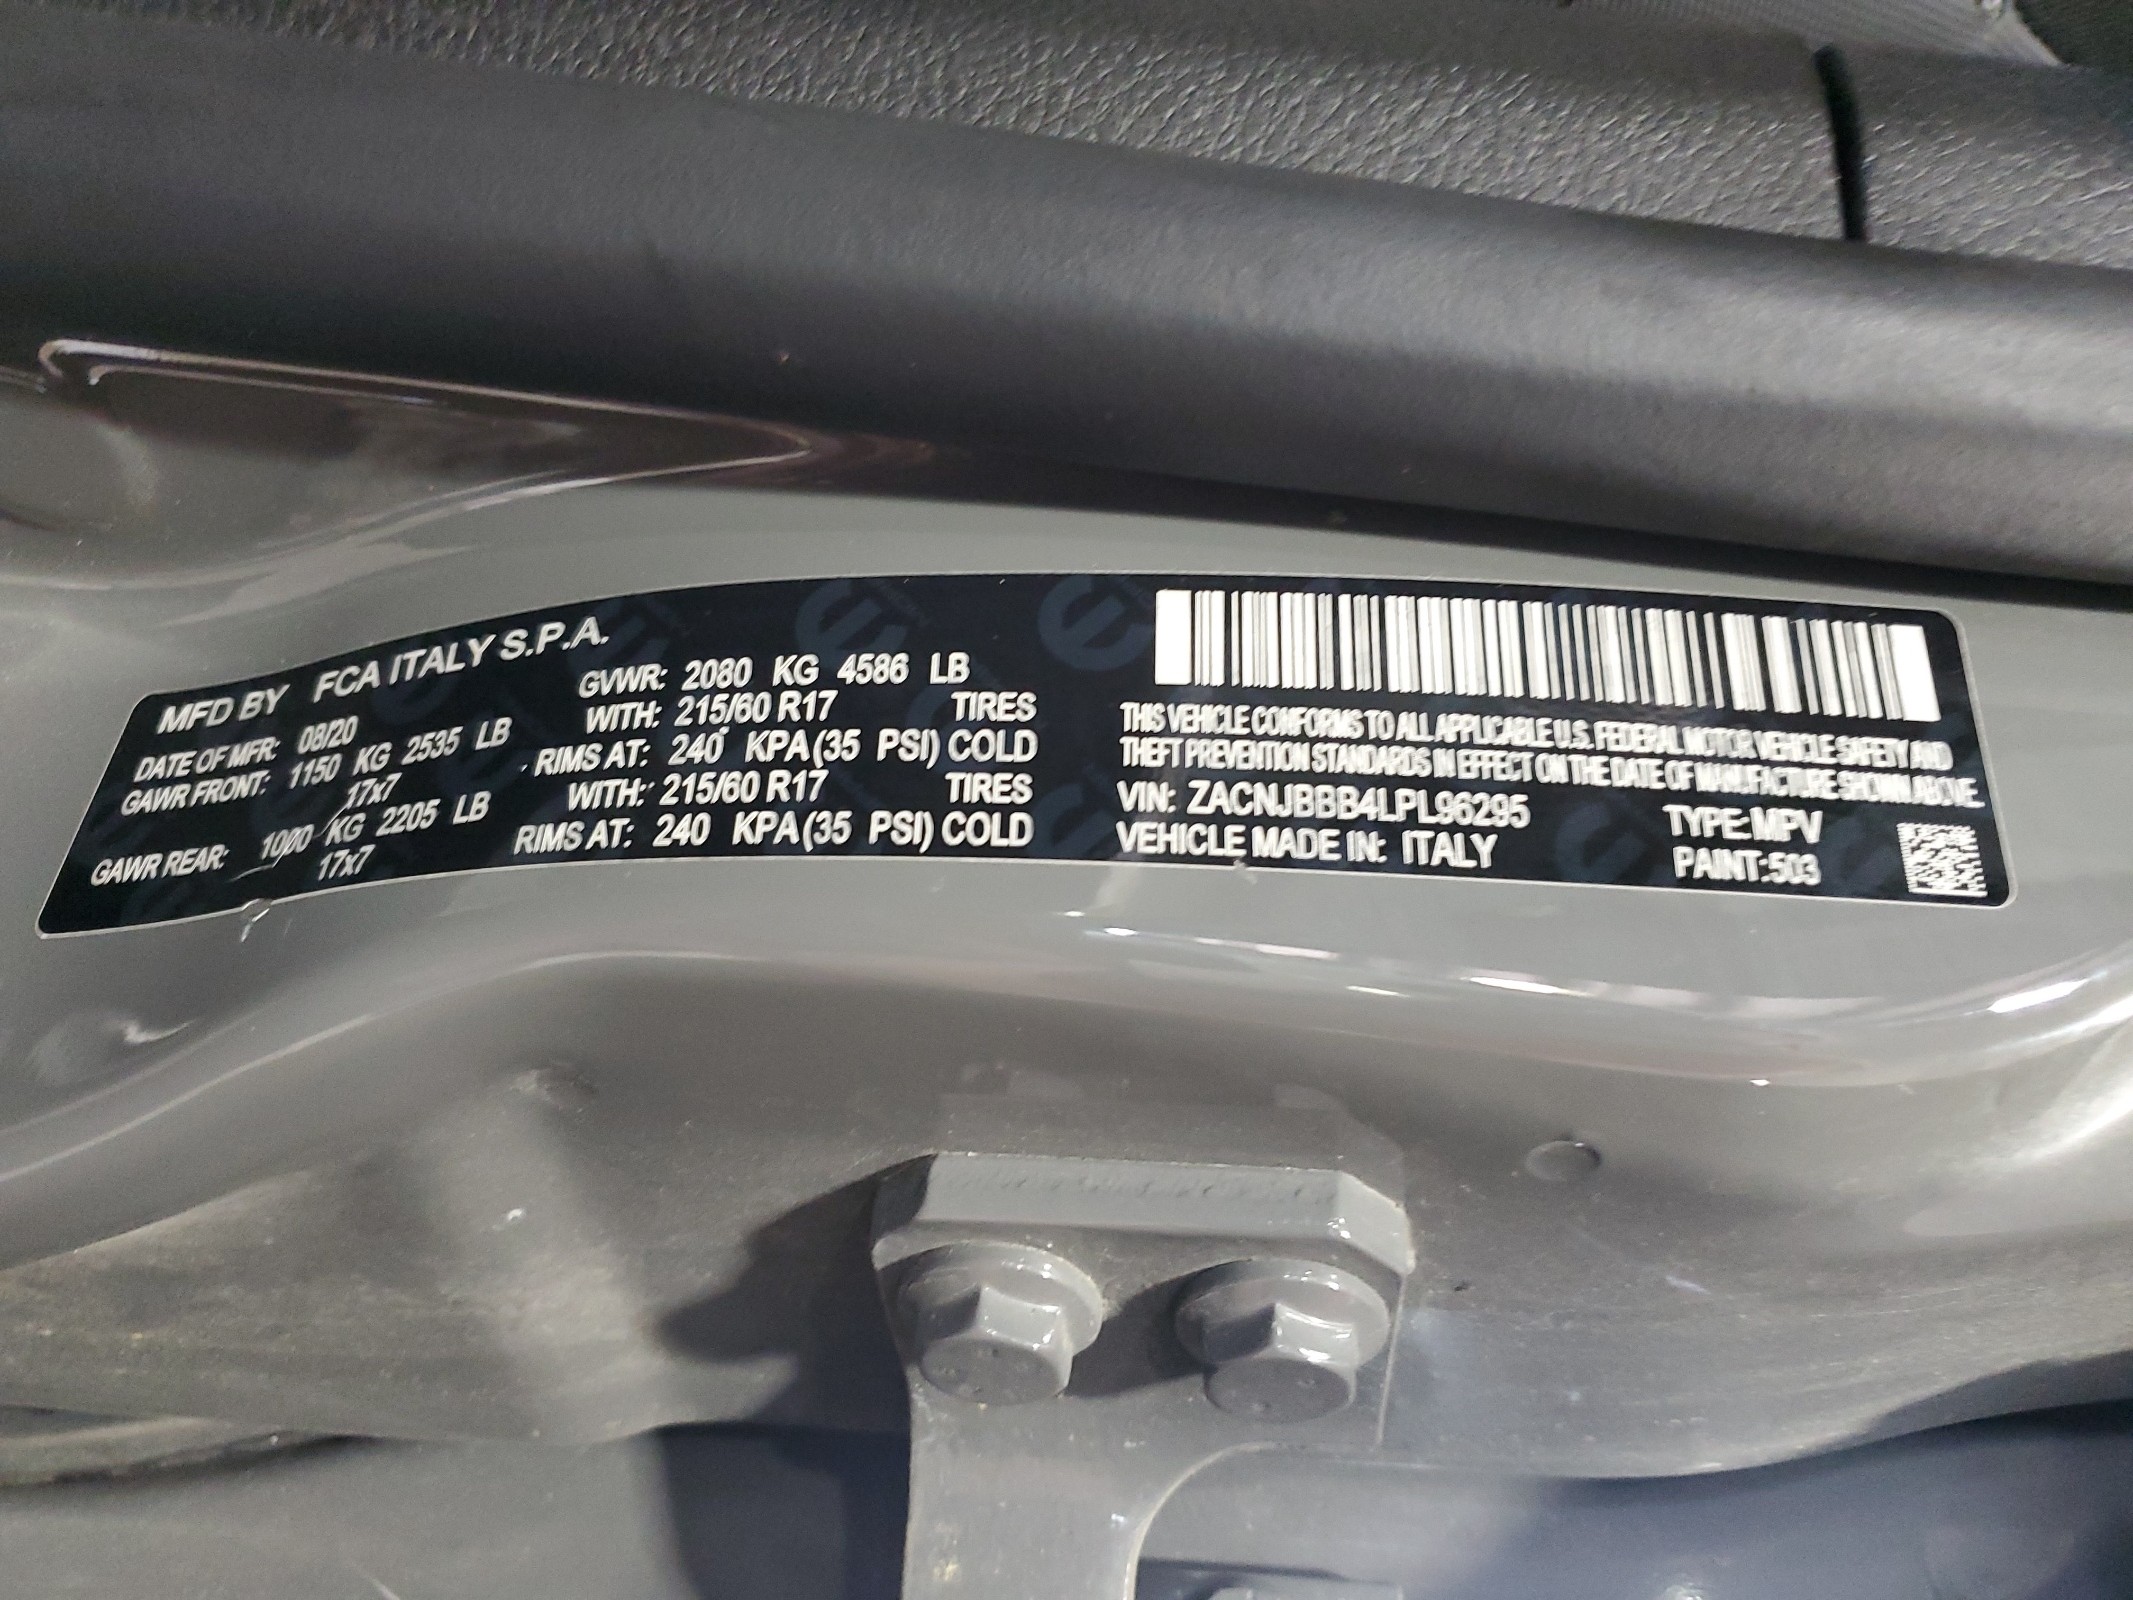 MFD BY FCA ITALY S.P.A.
DATE OF MFR: 08/20
GAWR FRONT: 1150 KG 2535 LB
17x7
GAWR REAR: 1000 KG 2205 LB
17x7
GVWR: 2080 KG 4586 LB
WITH: 215/60 R17 TIRES
RIMS AT: 240 KPA (35 PSI) COLD
WITH: 215/60 R17 TIRES
RIMS AT: 240 KPA (35 PSI) COLD
THIS VEHICLE CONFORMS TO ALL APPLICABLE U.S. FEDERAL MOTOR VEHICLE SAFETY AND
THEFT PREVENTION STANDARDS IN EFFECT ON THE DATE OF MANUFACTURE SHOWN ABOVE
VIN: ZACNJBBB4LPL96295
TYPE: MPV
VEHICLE MADE IN: ITALY
PAINT: 503